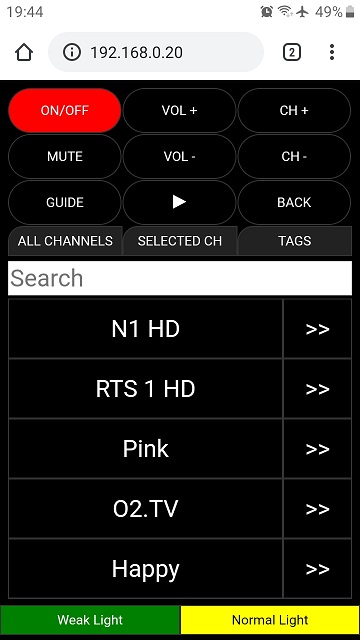 19:44 49%
192.168.0.20 2
ON/OFF VOL + CH +
MUTE VOL - CH -
GUIDE BACK
ALL CHANNELS SELECTED CH TAGS
Search
N1 HD >>
RTS 1 HD >>
Pink >>
O2.TV >>
Happy >>
Weak Light Normal Light